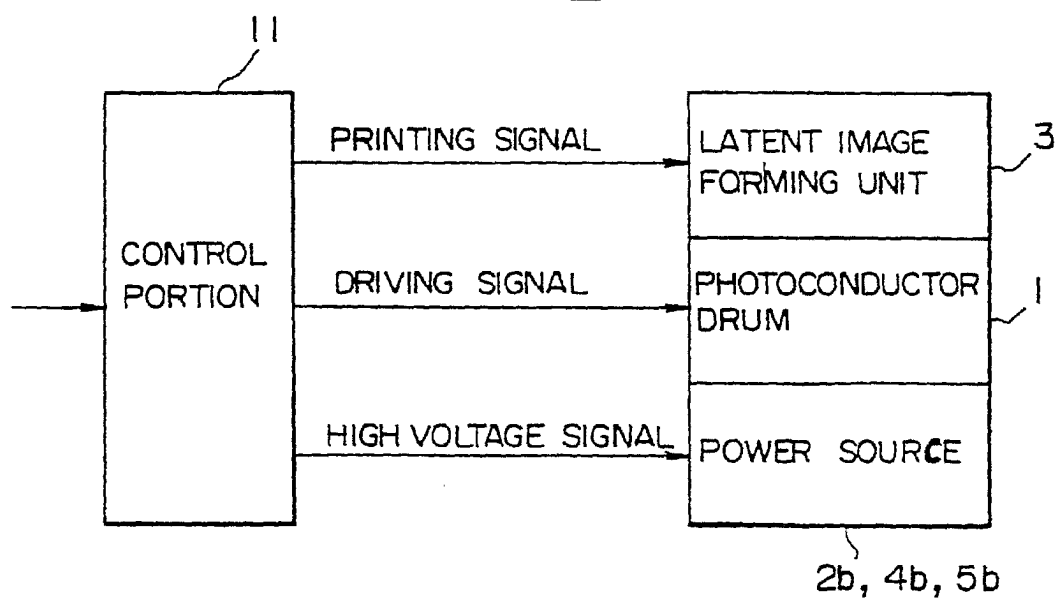 11
PRINTING SIGNAL
LATENT IMAGE
FORMING UNIT
3
CONTROL
PORTION
DRIVING SIGNAL
PHOTOCONDUCTOR
DRUM
1
HIGH VOLTAGE SIGNAL
POWER SOURCE
2b, 4b, 5b